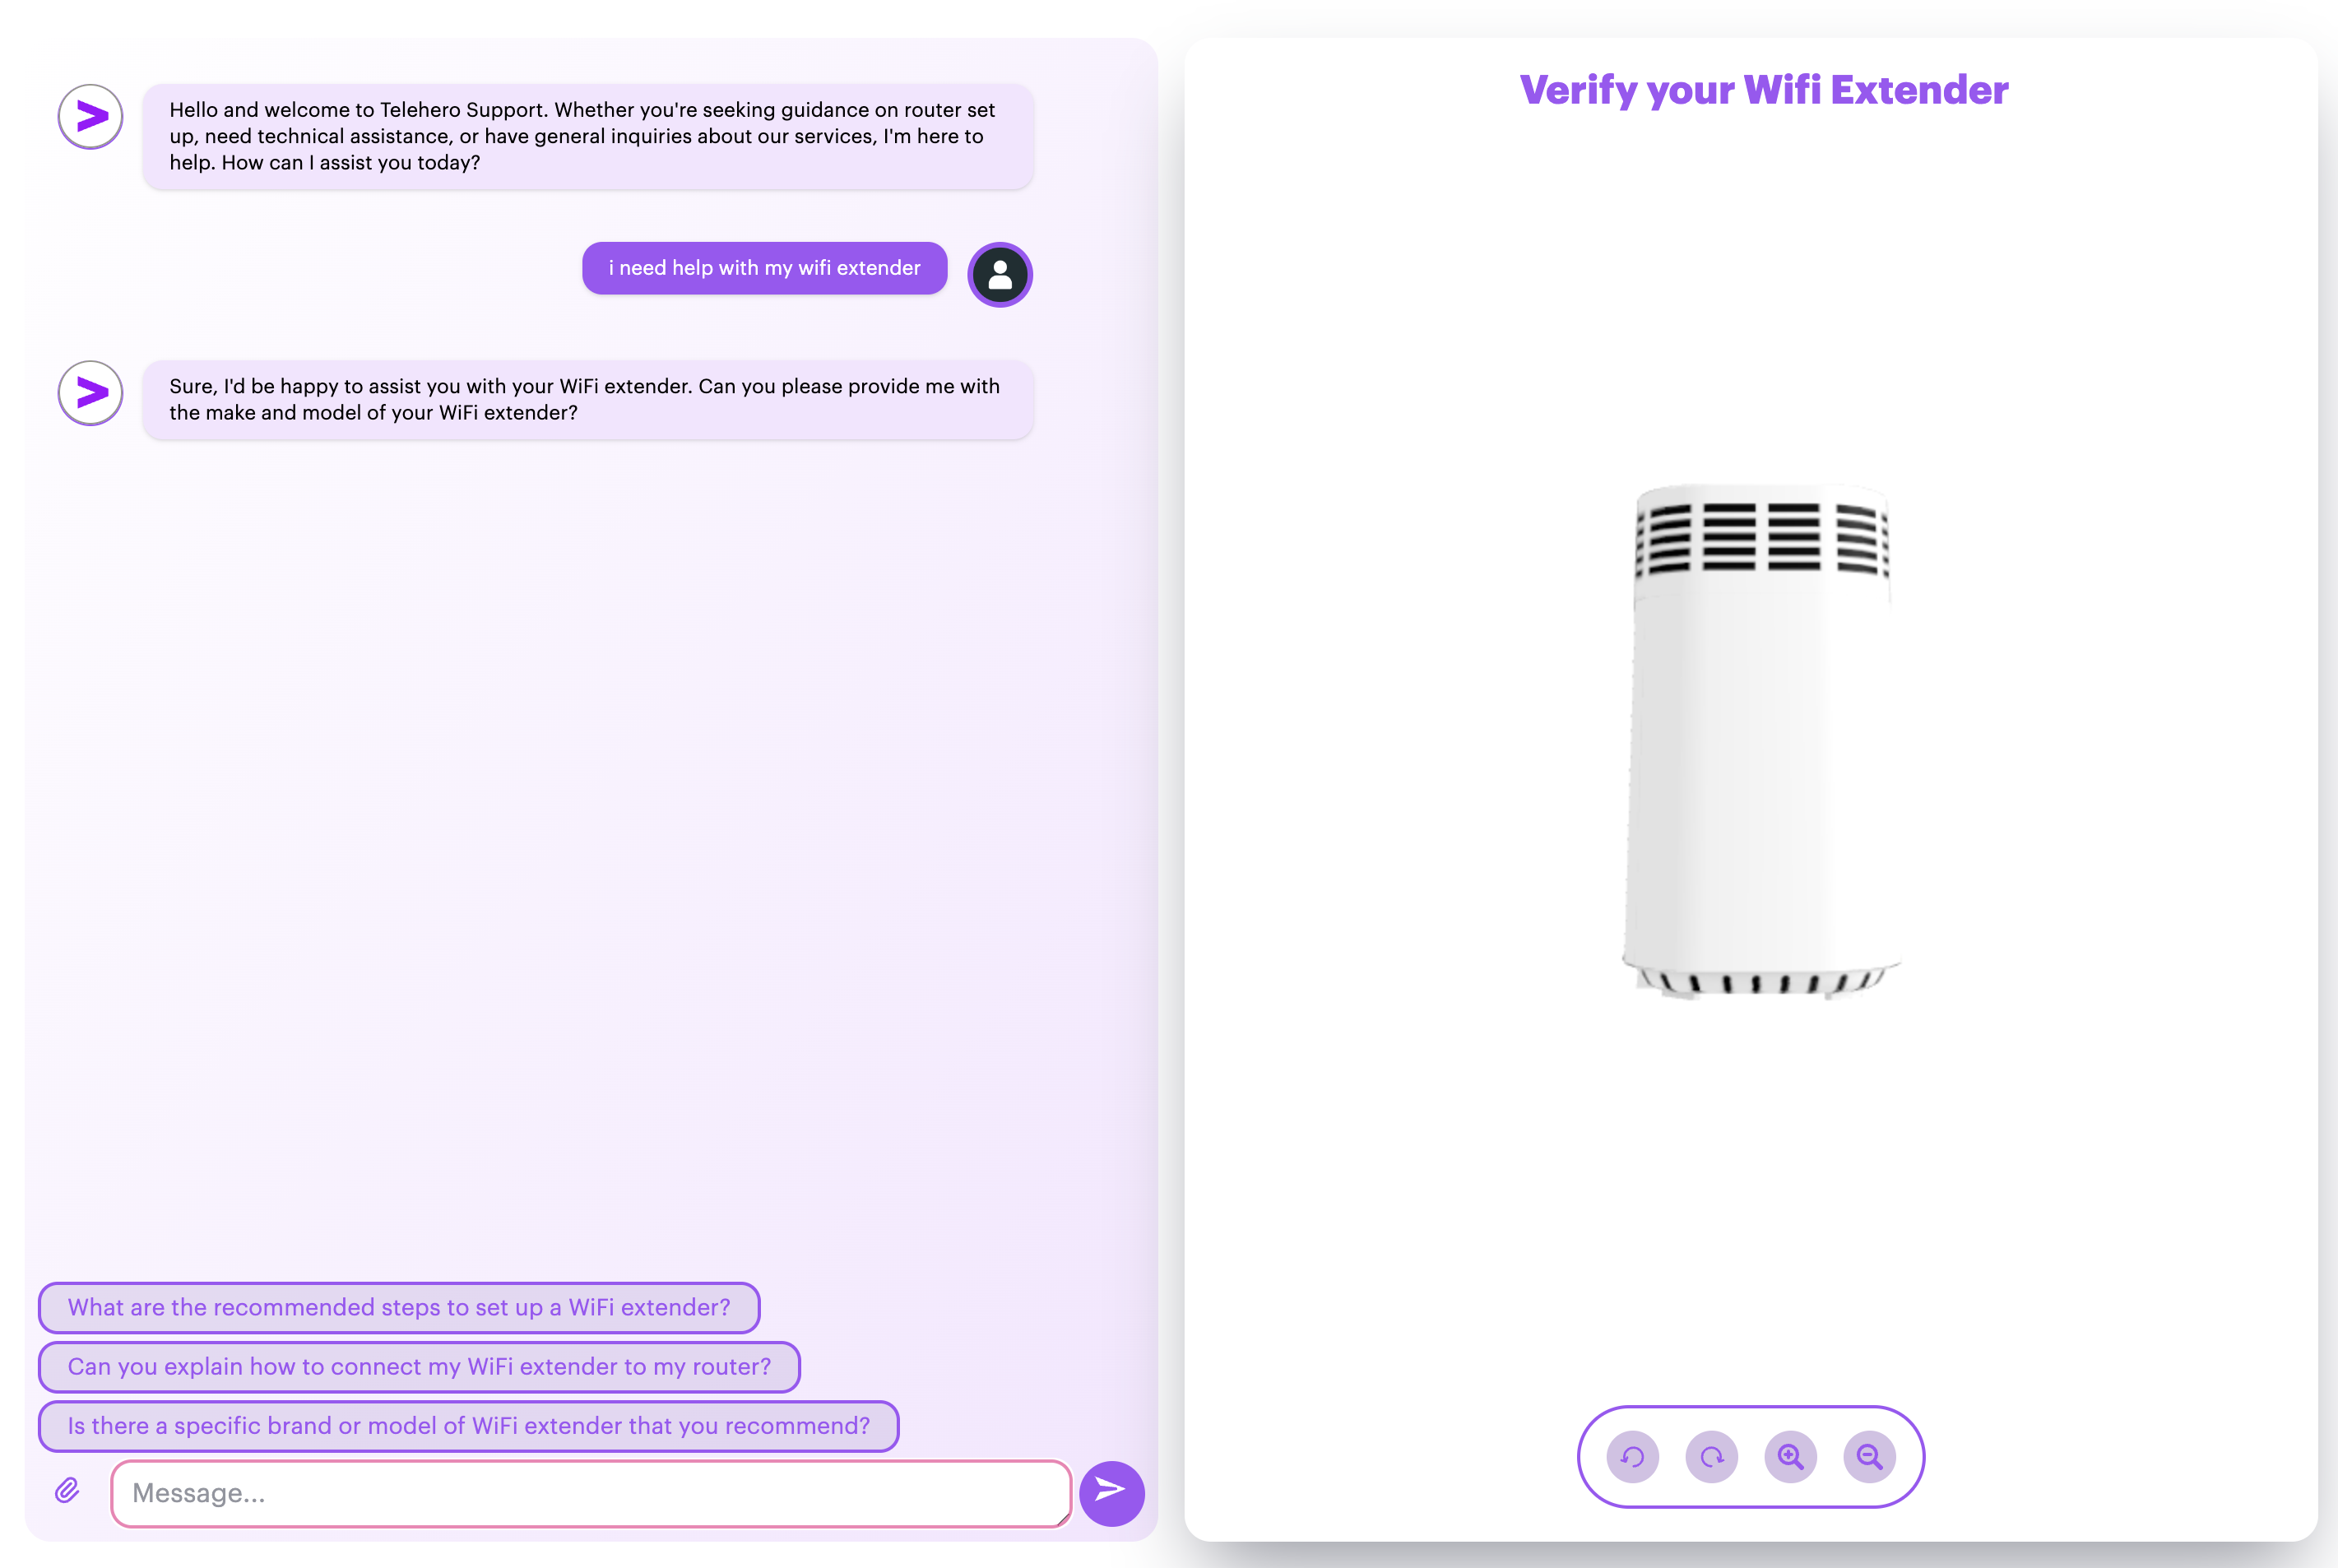 Hello and welcome to Telehero Support. Whether you're seeking guidance on router set
up, need technical assistance, or have general inquiries about our services, I'm here to
help. How can I assist you today?
i need help with my wifi extender
Sure, I'd be happy to assist you with your WiFi extender. Can you please provide me with
the make and model of your WiFi extender?
What are the recommended steps to set up a WiFi extender?
Can you explain how to connect my WiFi extender to my router?
Is there a specific brand or model of WiFi extender that you recommend?
Message...
Verify your Wifi Extender